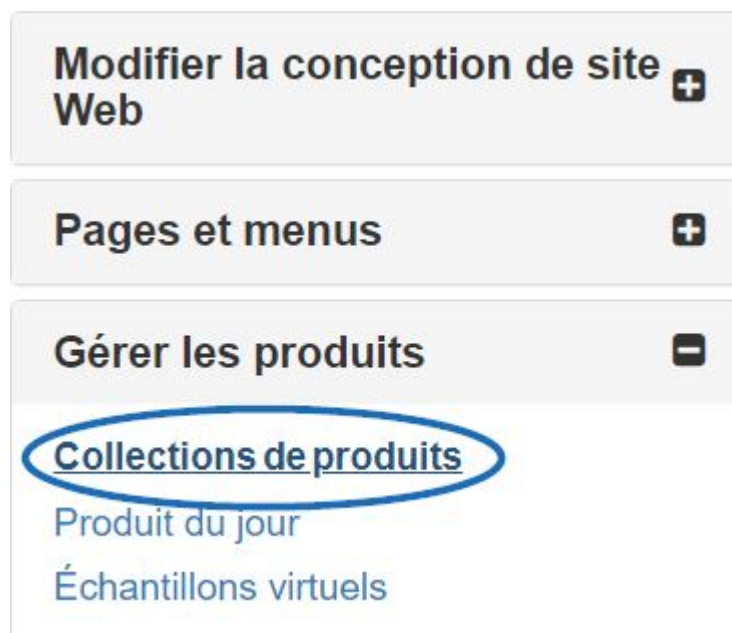 Modifier la conception de site
Web
Pages et menus
Gérer les produits
Collections de produits
Produit du jour
Échantillons virtuels